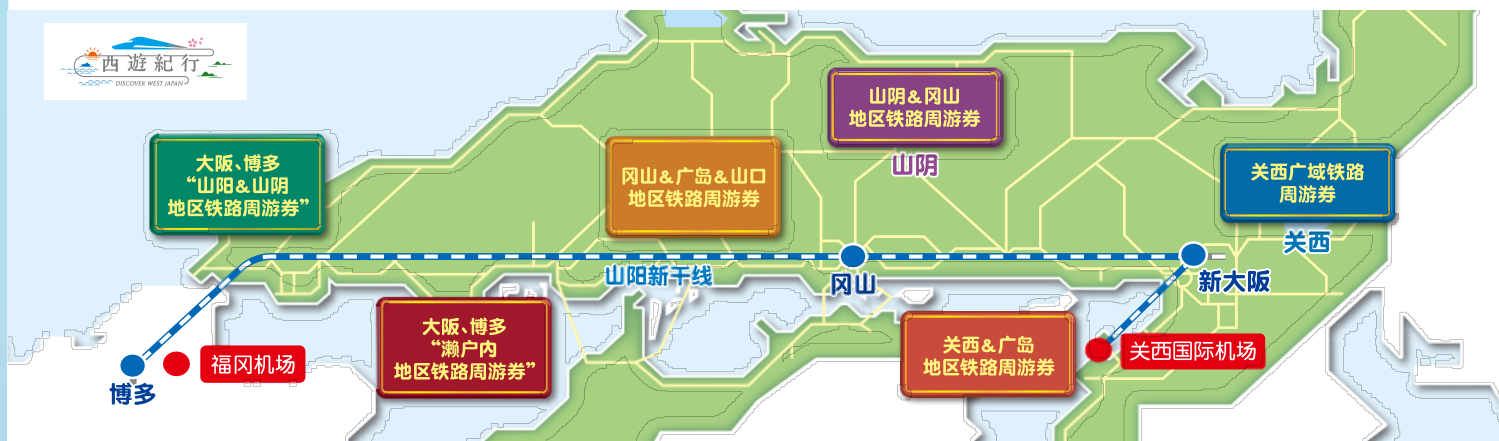 西遊紀行
DISCOVER WEST JAPAN
山阴&冈山
地区铁路周游券
山阴
大阪、博多
“山阳&山阴
地区铁路周游券”
冈山&广岛&山口
地区铁路周游券
关西广域铁路
周游券
关西
山阳新干线
冈山
新大阪
大阪、博多
“濑户内
地区铁路周游券”
关西&广岛
地区铁路周游券
关西国际机场
福冈机场
博多